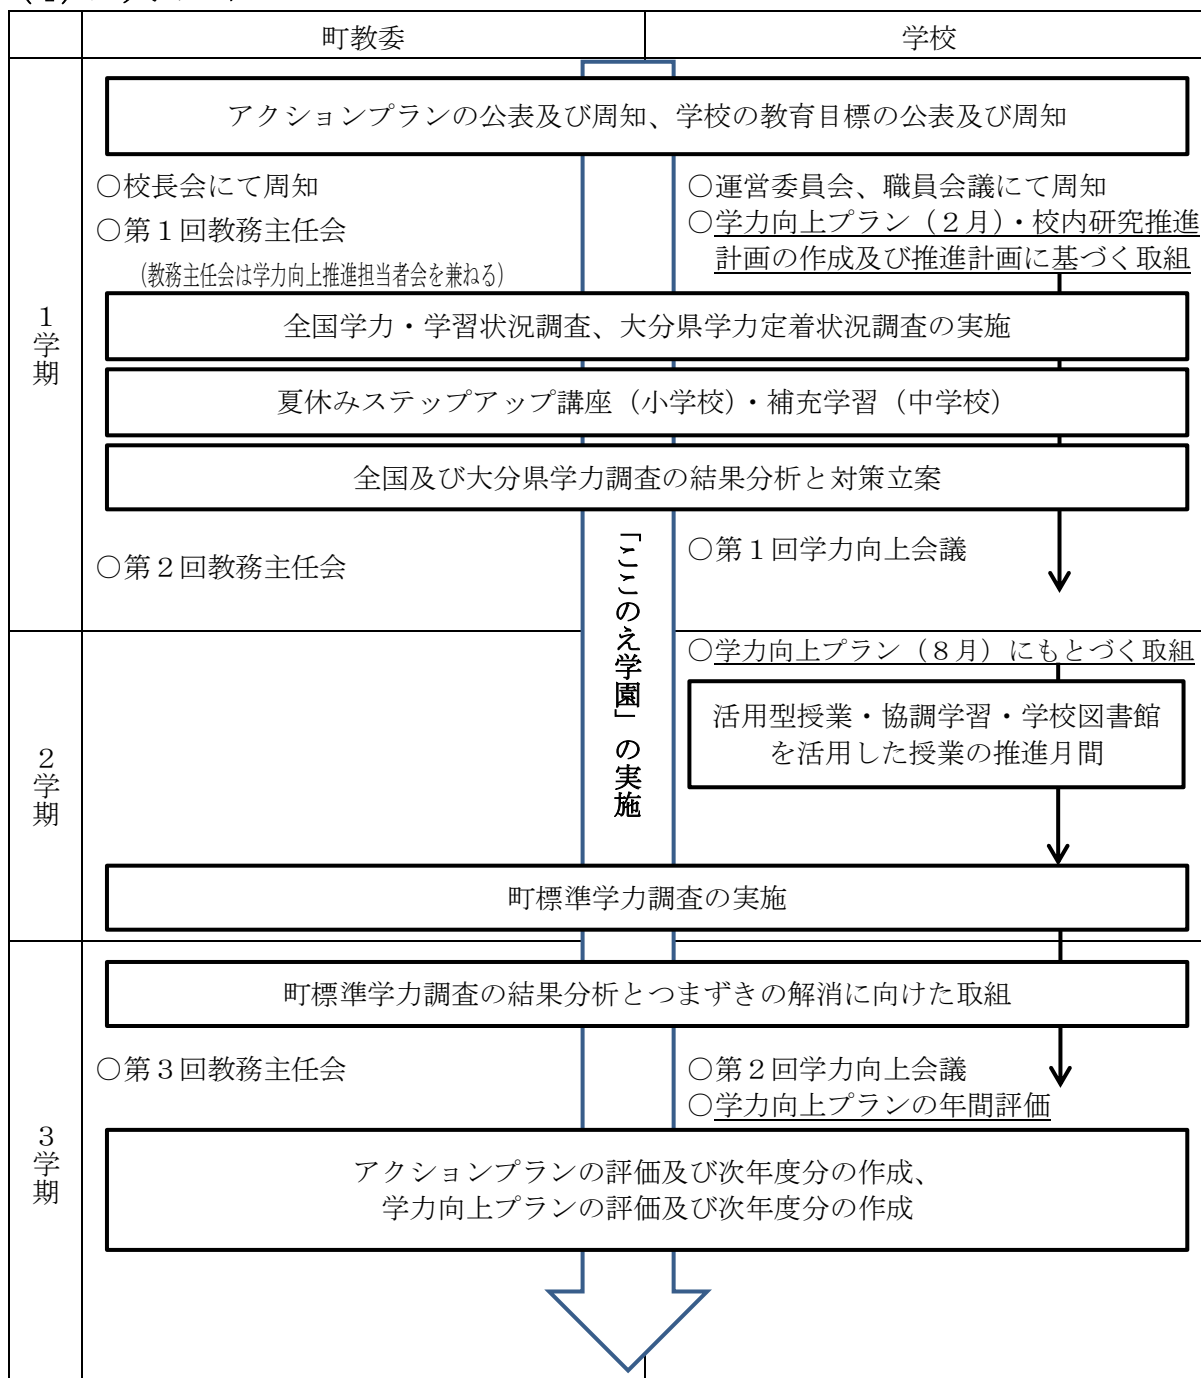 町教委
学校
1学期
アクションプランの公表及び周知、学校の教育目標の公表及び周知
○校長会にて周知
○第１回教務主任会
（教務主任会は学力向上推進担当者会を兼ねる）
○運営委員会、職員会議にて周知
○学力向上プラン（２月）・校内研究推進
計画の作成及び推進計画に基づく取組
全国学力・学習状況調査、大分県学力定着状況調査の実施
夏休みステップアップ講座（小学校）・補充学習（中学校）
全国及び大分県学力調査の結果分析と対策立案
○第２回教務主任会
○第１回学力向上会議
「ここのえ学園」の実施
2学期
○学力向上プラン（８月）にもとづく取組
活用型授業・協調学習・学校図書館
を活用した授業の推進月間
町標準学力調査の実施
3学期
町標準学力調査の結果分析とつまずきの解消に向けた取組
○第３回教務主任会
○第２回学力向上会議
○学力向上プランの年間評価
アクションプランの評価及び次年度分の作成、
学力向上プランの評価及び次年度分の作成